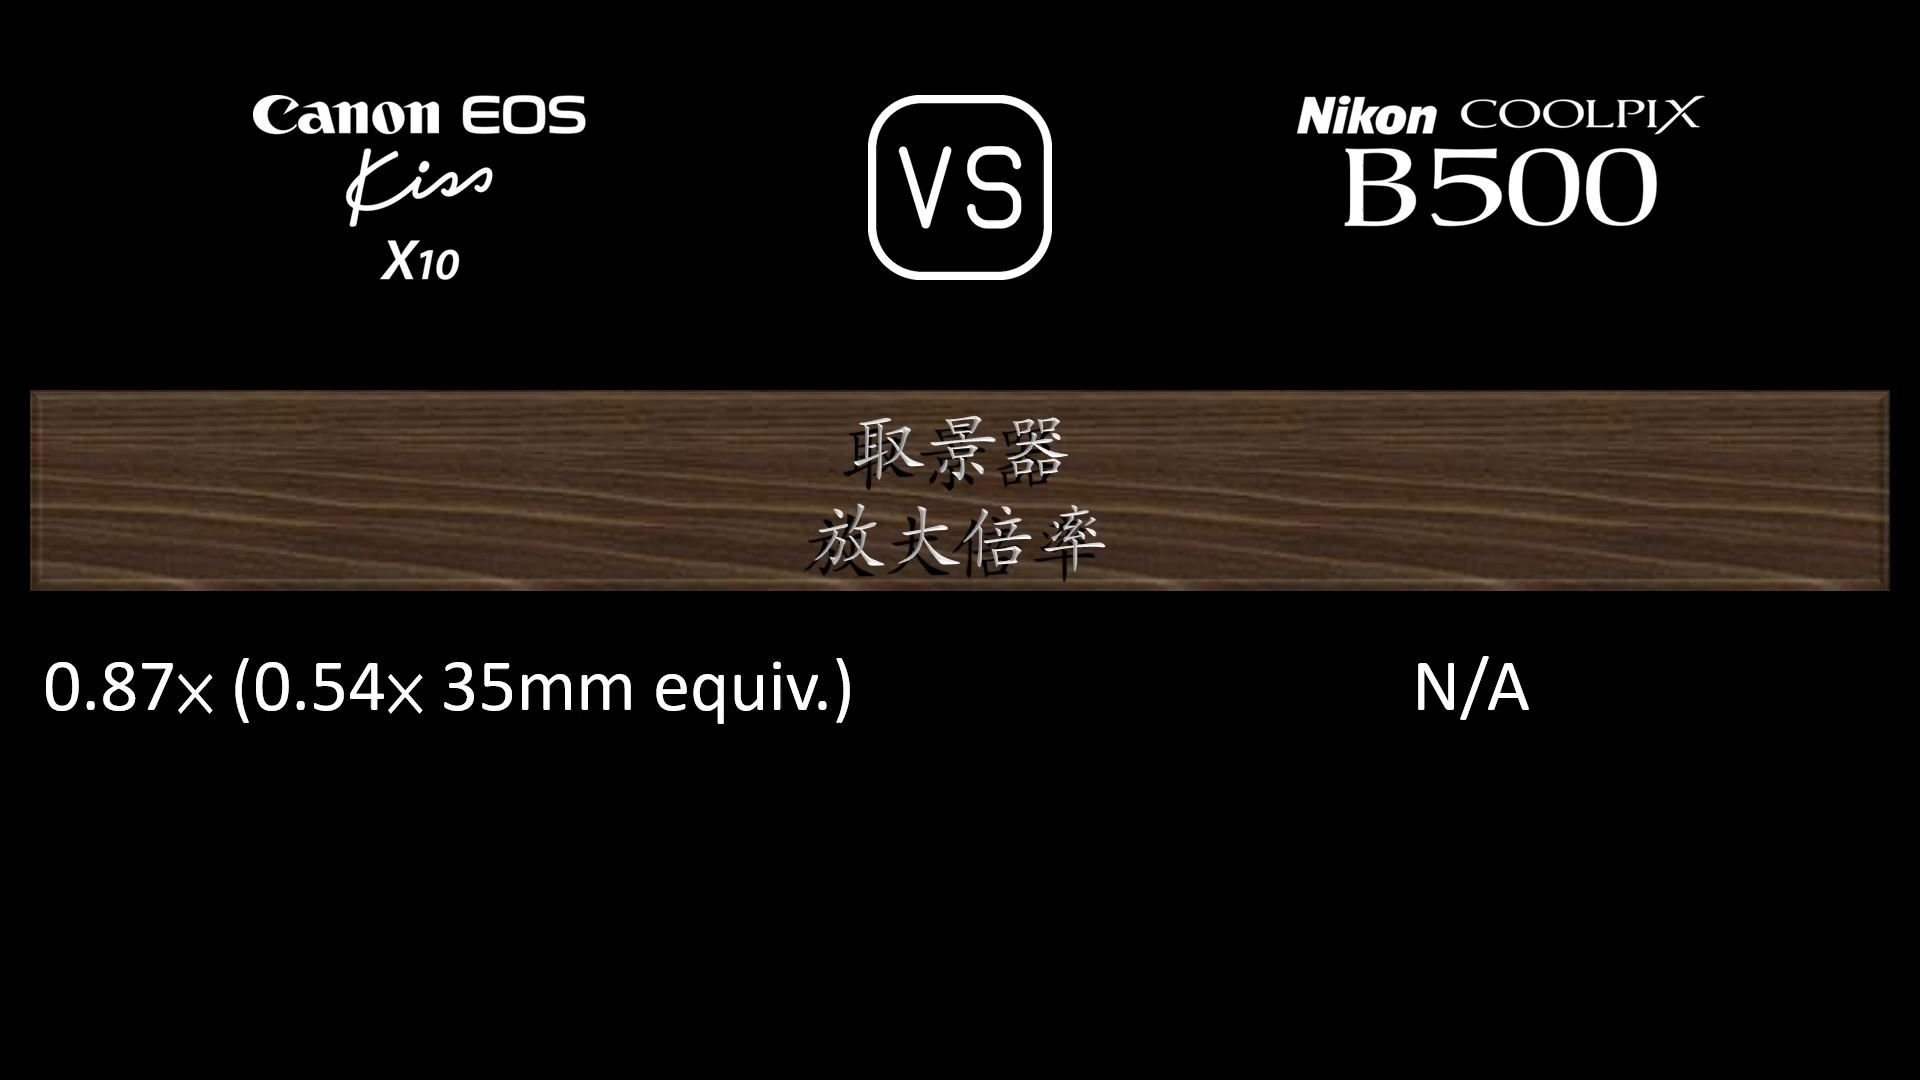 Canon EOS
Kiss
X10
VS
Nikon COOLPIX
B500
取景器
放大倍率
0.87× (0.54× 35mm equiv.)
N/A